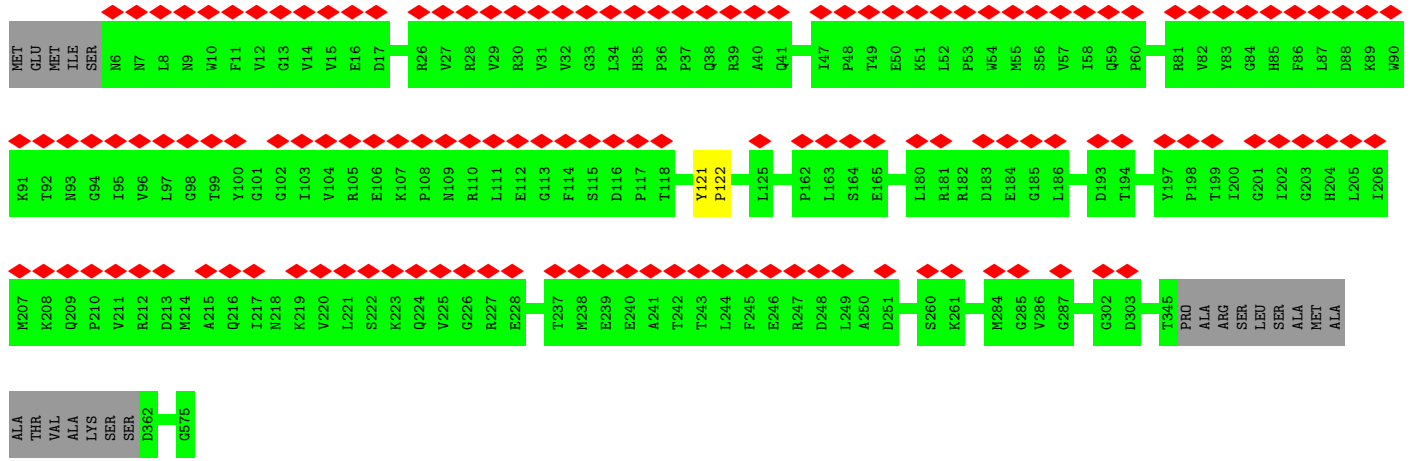 MET GLU MET ILE SER N6 N7 L8 N9 W10 F11 V12 G13 V14 V15 E16 D17 R26 V27 R28 V29 R30 V31 V32 G33 L34 H35 P36 P37 Q38 R39 A40 Q41 I47 P48 T49 E50 K51 L52 P53 W54 M55 S56 V57 I58 Q59 P60 R81 V82 Y83 G84 H85 F86 L87 D88 K89 W90
K91 T92 N93 G94 I95 V96 L97 G98 T99 Y100 G101 G102 I103 V104 R105 E106 K107 P108 N109 R110 L111 E112 G113 F114 S115 D116 P117 T118 Y121 P122 L125 P162 L163 S164 E165 L180 R181 R182 D183 E184 G185 L186 D193 T194 Y197 P198 T199 I200 G201 I202 G203 H204 L205 I206
M207 K208 Q209 P210 V211 R212 D213 M214 A215 Q216 I217 N218 K219 V220 L221 S222 K223 Q224 V225 G226 R227 E228 T237 M238 E239 E240 A241 T242 T243 L244 F245 E246 R247 D248 L249 A250 D251 S260 K261 M284 G285 V286 G287 G302 D303 T345 PRO ALA ARG SER LEU SER ALA MET ALA
ALA THR VAL ALA LYS SER SER D362 G575